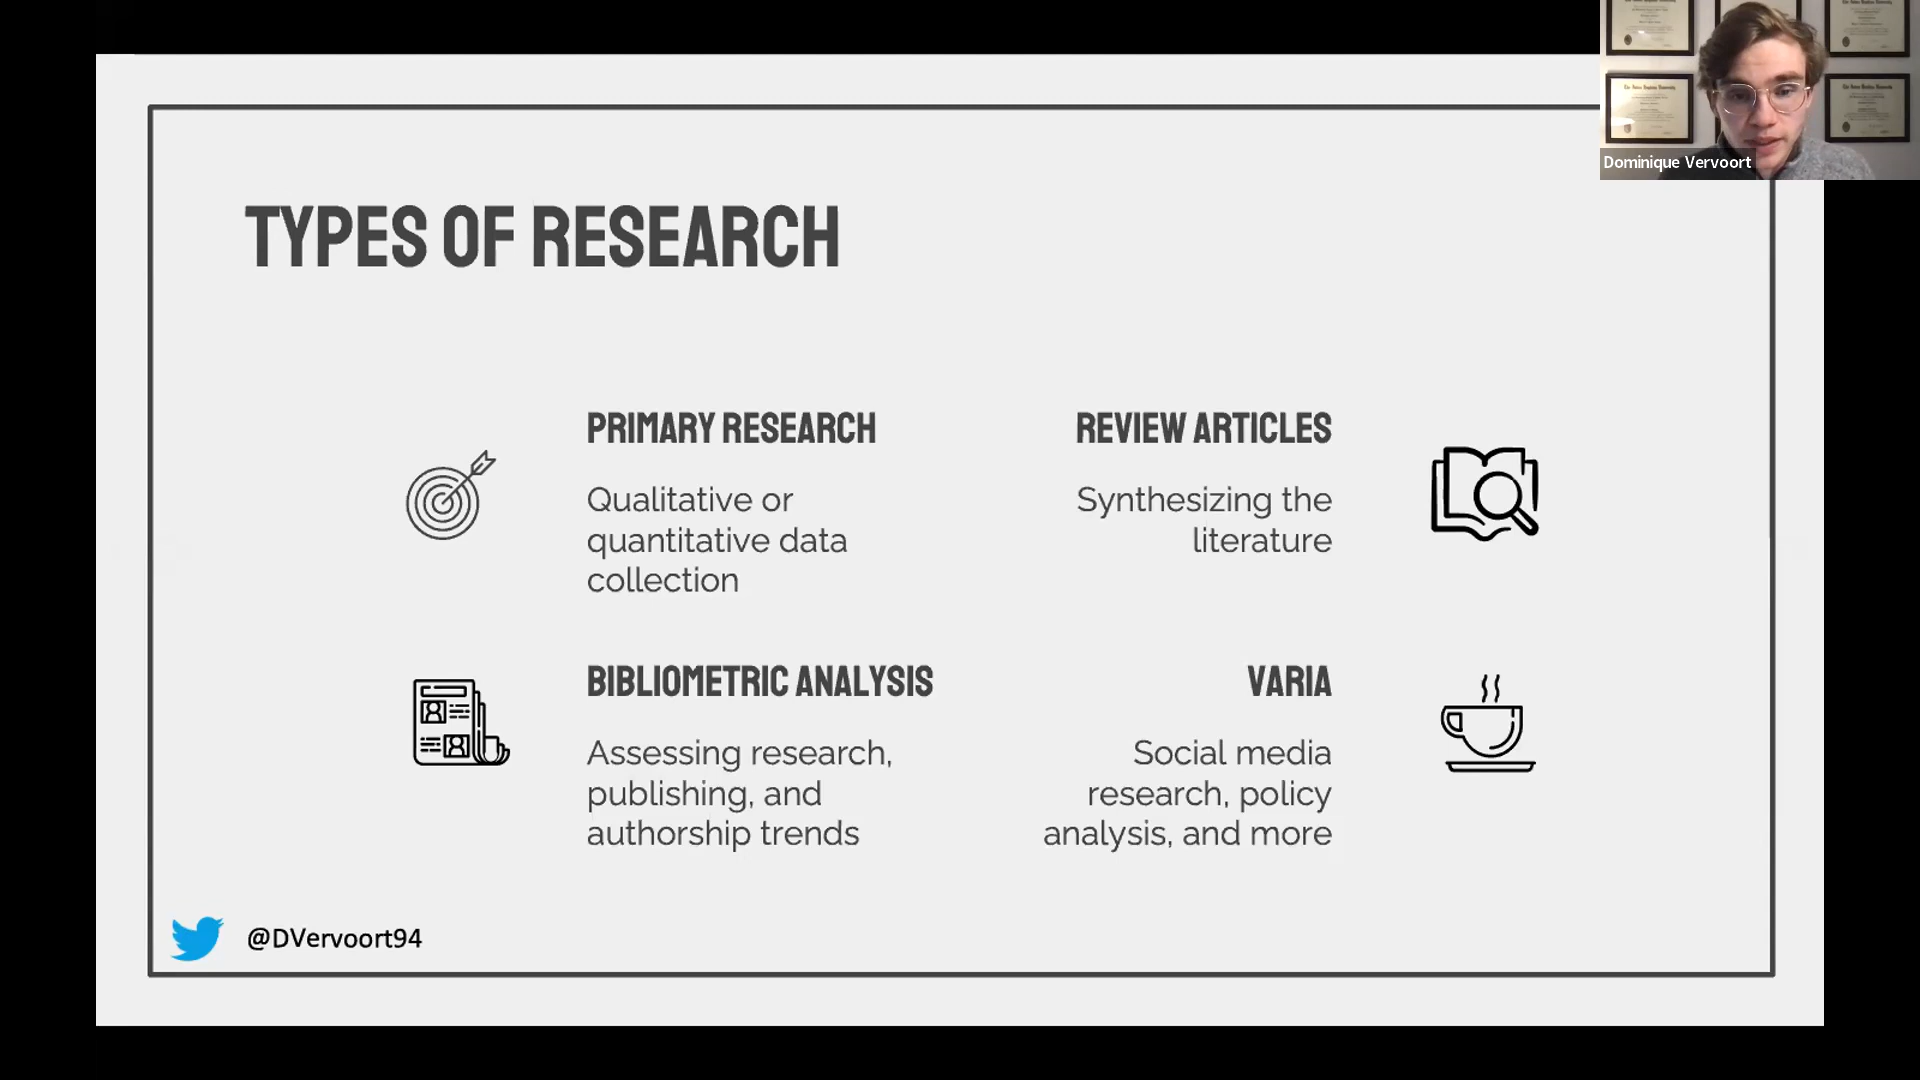 Dominique Vervoort
TYPES OF RESEARCH
PRIMARY RESEARCH
Qualitative or
quantitative data
collection
REVIEW ARTICLES
Synthesizing the
literature
BIBLIOMETRIC ANALYSIS
Assessing research,
publishing, and
authorship trends
VARIA
Social media
research, policy
analysis, and more
@DVervoort94